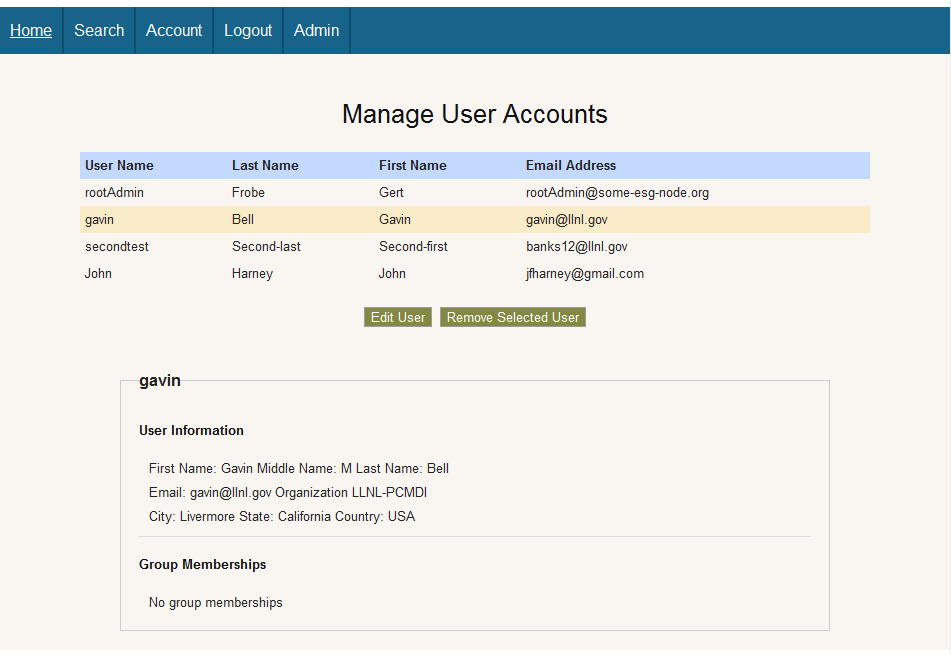 Home Search Account Logout Admin
Manage User Accounts
User Name Last Name First Name Email Address
rootAdmin Frobe Gert rootAdmin@some-esg-node.org
gavin Bell Gavin gavin@llnl.gov
secondtest Second-last Second-first banks12@llnl.gov
John Harney John jfharney@gmail.com
Edit User Remove Selected User
gavin
User Information
First Name: Gavin Middle Name: M Last Name: Bell
Email: gavin@llnl.gov Organization LLNL-PCMDI
City: Livermore State: California Country: USA
Group Memberships
No group memberships